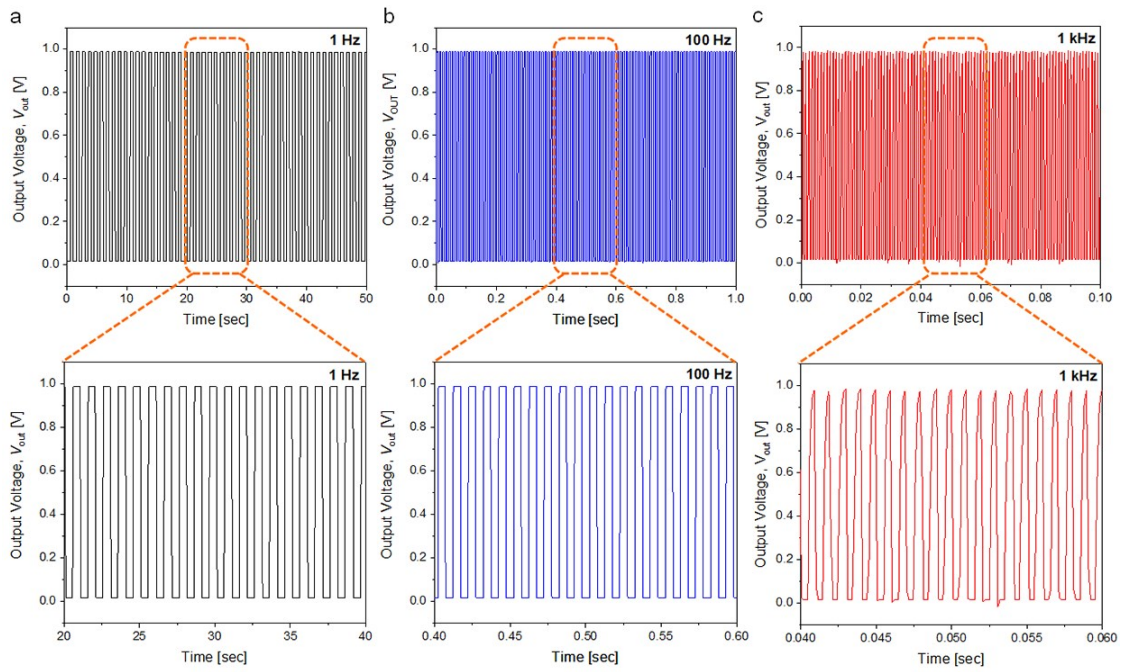 a
1 Hz
Output Voltage, Vout [V]
1.0
0.8
0.6
0.4
0.2
0.0
0 10 20 30 40 50
Time [sec]
b
100 Hz
Output Voltage, VOUT [V]
1.0
0.8
0.6
0.4
0.2
0.0
0.0 0.2 0.4 0.6 0.8 1.0
Time [sec]
c
1 kHz
Output Voltage, Vout [V]
1.0
0.8
0.6
0.4
0.2
0.0
0.00 0.02 0.04 0.06 0.08 0.10
Time [sec]
1 Hz
Output Voltage, Vout [V]
1.0
0.8
0.6
0.4
0.2
0.0
20 25 30 35 40
Time [sec]
100 Hz
Output Voltage, Vout [V]
1.0
0.8
0.6
0.4
0.2
0.0
0.40 0.45 0.50 0.55 0.60
Time [sec]
1 kHz
Output Voltage, Vout [V]
1.0
0.8
0.6
0.4
0.2
0.0
0.040 0.045 0.050 0.055 0.060
Time [sec]